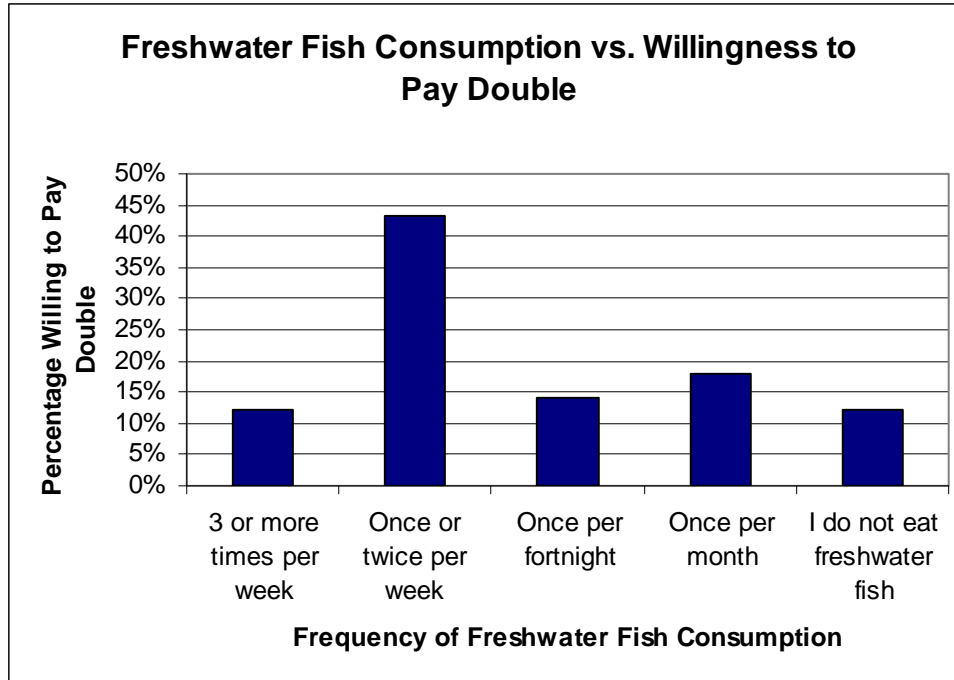 Freshwater Fish Consumption vs. Willingness to
Pay Double
Percentage Willing to Pay
Double
50%
45%
40%
35%
30%
25%
20%
15%
10%
5%
0%
3 or more
times per
week
Once or
twice per
week
Once per
fortnight
Once per
month
I do not eat
freshwater
fish
Frequency of Freshwater Fish Consumption